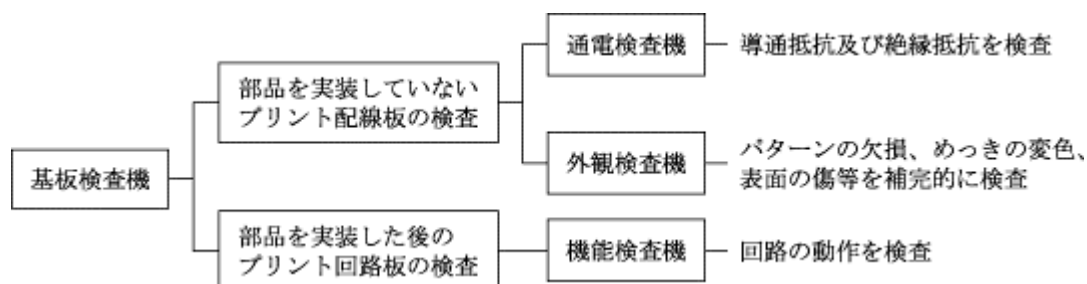 基板検査機
部品を実装していない
プリント配線板の検査
通電検査機
導通抵抗及び絶縁抵抗を検査
外観検査機
パターンの欠損、めっきの変色、
表面の傷等を補完的に検査
部品を実装した後の
プリント回路板の検査
機能検査機
回路の動作を検査